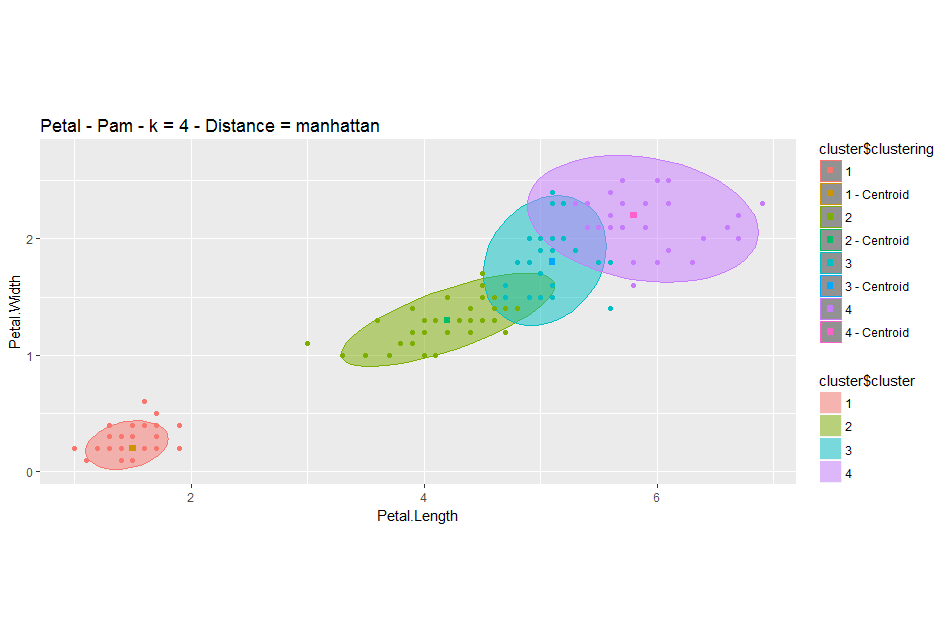 Petal - Pam - k = 4 - Distance = manhattan
Petal.Width
2
1
0
2
4
6
Petal.Length
cluster$clustering
1
1 - Centroid
2
2 - Centroid
3
3 - Centroid
4
4 - Centroid
cluster$cluster
1
2
3
4